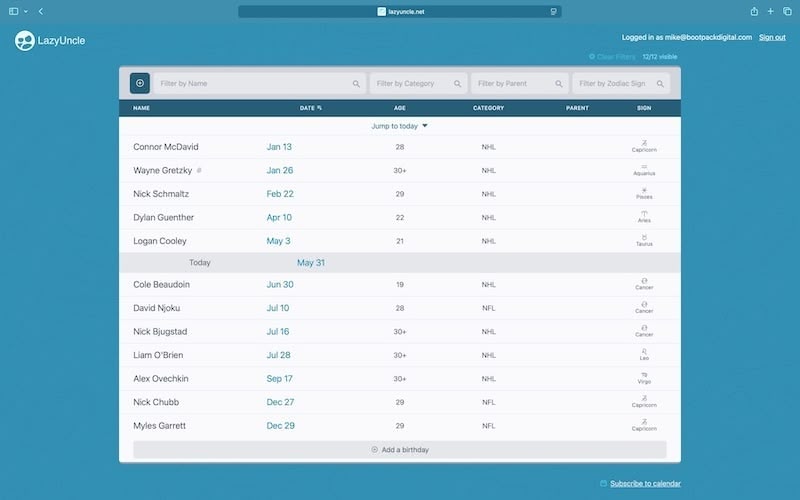 lazyuncle.net
LazyUncle
Logged in as mike@bootpackdigital.com Sign out
Clear Filters 12/12 visible
Filter by Name Filter by Category Filter by Parent Filter by Zodiac Sign
NAME DATE AGE CATEGORY PARENT SIGN
Jump to today
Connor McDavid Jan 13 28 NHL Capricorn
Wayne Gretzky Jan 26 30+ NHL Aquarius
Nick Schmaltz Feb 22 29 NHL Pisces
Dylan Guenther Apr 10 22 NHL Aries
Logan Cooley May 3 21 NHL Taurus
Today May 31
Cole Beaudoin Jun 30 19 NHL Cancer
David Njoku Jul 10 28 NFL Cancer
Nick Bjugstad Jul 16 30+ NHL Cancer
Liam O'Brien Jul 28 30+ NHL Leo
Alex Ovechkin Sep 17 30+ NHL Virgo
Nick Chubb Dec 27 29 NFL Capricorn
Myles Garrett Dec 29 29 NFL Capricorn
Add a birthday
Subscribe to calendar